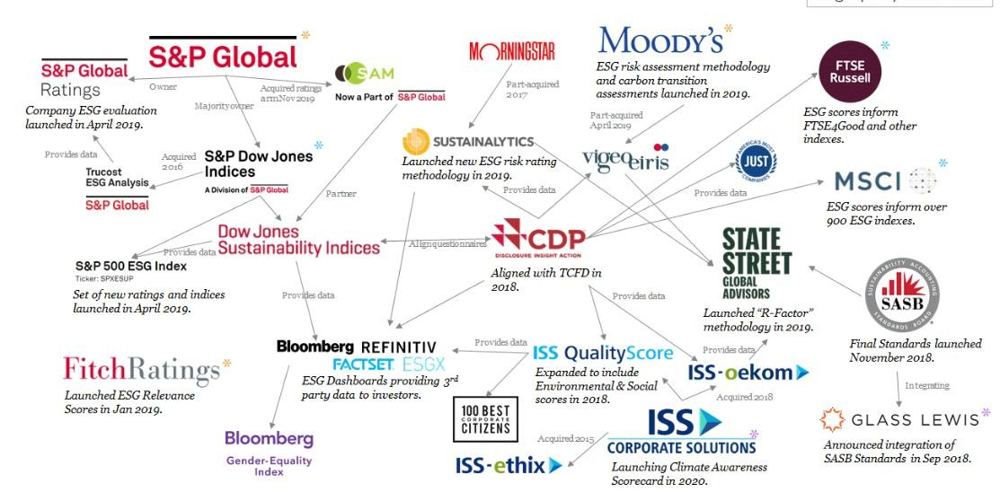 S&P Global
Ratings
Company ESG evaluation
launched in April 2019.
S&P Global
Owner
Majority owner
Acquired ratings
arm Nov 2019
SAM
Now a Part of S&P Global
MORNINGSTAR
Part-acquired
2017
MOODY'S
ESG risk assessment methodology
and carbon transition
assessments launched in 2019.
Part-acquired
April 2019
FTSE
Russell
ESG scores inform
FTSE4Good and other
indexes.
Provides data
Trucost
ESG Analysis
S&P Global
Acquired
2016
S&P Dow Jones
Indices
A Division of S&P Global
Partner
SUSTAINALYTICS
Launched new ESG risk rating
methodology in 2019.
Provides data
vigeo eiris
AMERICA'S MOST
JUST
COMPANIES
Provides data
MSCI
ESG scores inform over
900 ESG indexes.
Dow Jones
Sustainability Indices
Provides data
Align questionnaires
CDP
DISCLOSURE INSIGHT ACTION
Aligned with TCFD in
2018.
S&P 500 ESG Index
Ticker: SPXESUP
Set of new ratings and indices
launched in April 2019.
Provides data
Provides data
STATE
STREET
GLOBAL
ADVISORS
Launched "R-Factor"
methodology in 2019.
SUSTAINABILITY ACCOUNTING
SASB
STANDARDS BOARD
Final Standards launched
November 2018.
FitchRatings
Launched ESG Relevance
Scores in Jan 2019.
Bloomberg REFINITIV
FACTSET ESGX
ESG Dashboards providing 3rd
party data to investors.
Provides data
ISS QualityScore
Expanded to include
Environmental & Social
scores in 2018.
Provides data
ISS-oekom
Acquired 2018
Integrating
GLASS LEWIS
Announced integration of
SASB Standards in Sep 2018.
Bloomberg
Gender-Equality
Index
100 BEST
CORPORATE
CITIZENS
Acquired 2015
ISS-ethix
ISS
CORPORATE SOLUTIONS
Launching Climate Awareness
Scorecard in 2020.